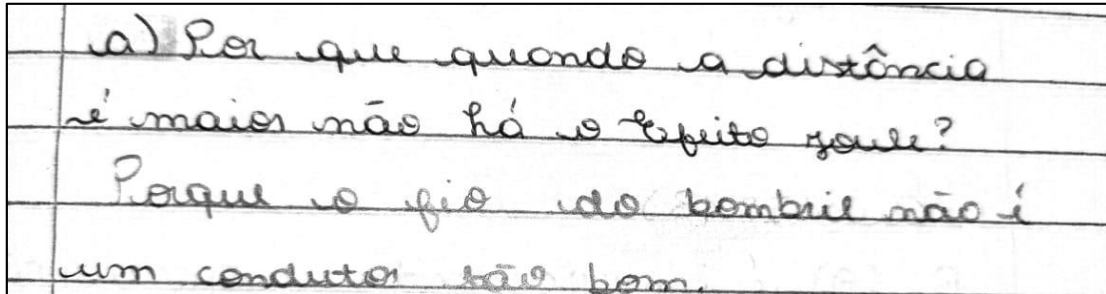 a) Por que quando a distância
é maior não há o Efeito joule?
Porque o fio do bombril não é
um condutor tão bom.